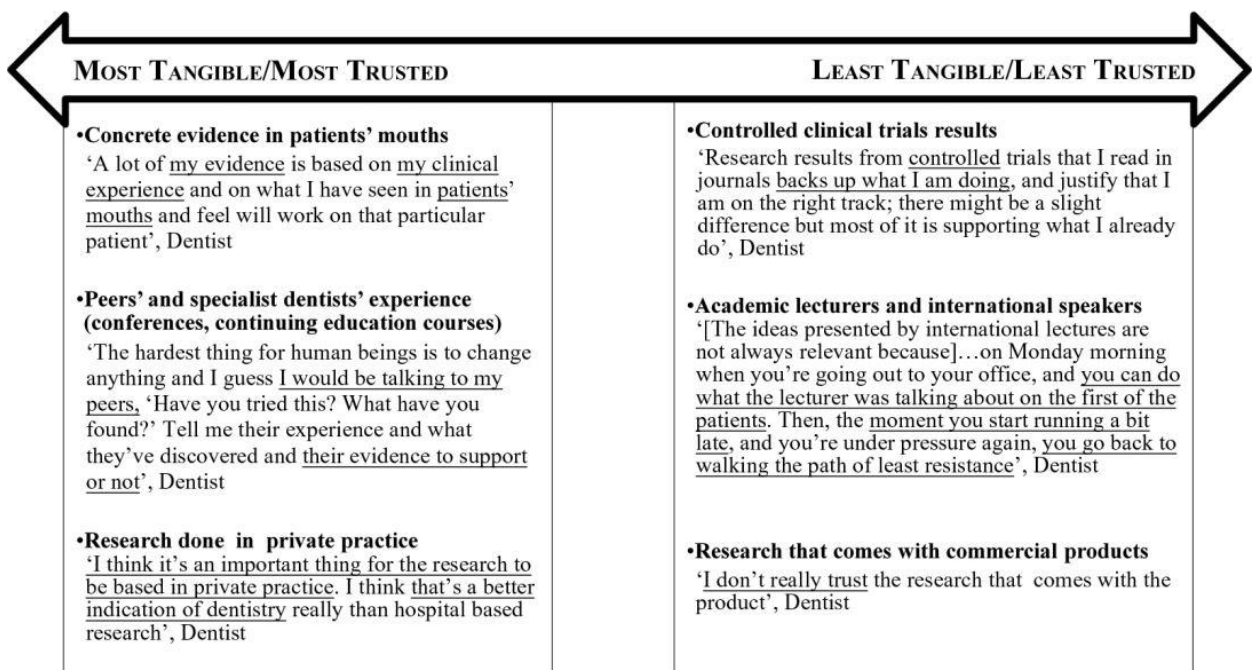 MOST TANGIBLE/MOST TRUSTED
•Concrete evidence in patients' mouths
'A lot of my evidence is based on my clinical
experience and on what I have seen in patients'
mouths and feel will work on that particular
patient', Dentist
•Peers' and specialist dentists' experience
(conferences, continuing education courses)
'The hardest thing for human beings is to change
anything and I guess I would be talking to my
peers, 'Have you tried this? What have you
found?' Tell me their experience and what
they've discovered and their evidence to support
or not', Dentist
•Research done in private practice
'I think it's an important thing for the research to
be based in private practice. I think that's a better
indication of dentistry really than hospital based
research', Dentist
LEAST TANGIBLE/LEAST TRUSTED
•Controlled clinical trials results
'Research results from controlled trials that I read in
journals backs up what I am doing, and justify that I
am on the right track; there might be a slight
difference but most of it is supporting what I already
do', Dentist
•Academic lecturers and international speakers
'[The ideas presented by international lectures are
not always relevant because]…on Monday morning
when you're going out to your office, and you can do
what the lecturer was talking about on the first of the
patients. Then, the moment you start running a bit
late, and you're under pressure again, you go back to
walking the path of least resistance', Dentist
•Research that comes with commercial products
'I don't really trust the research that comes with the
product', Dentist